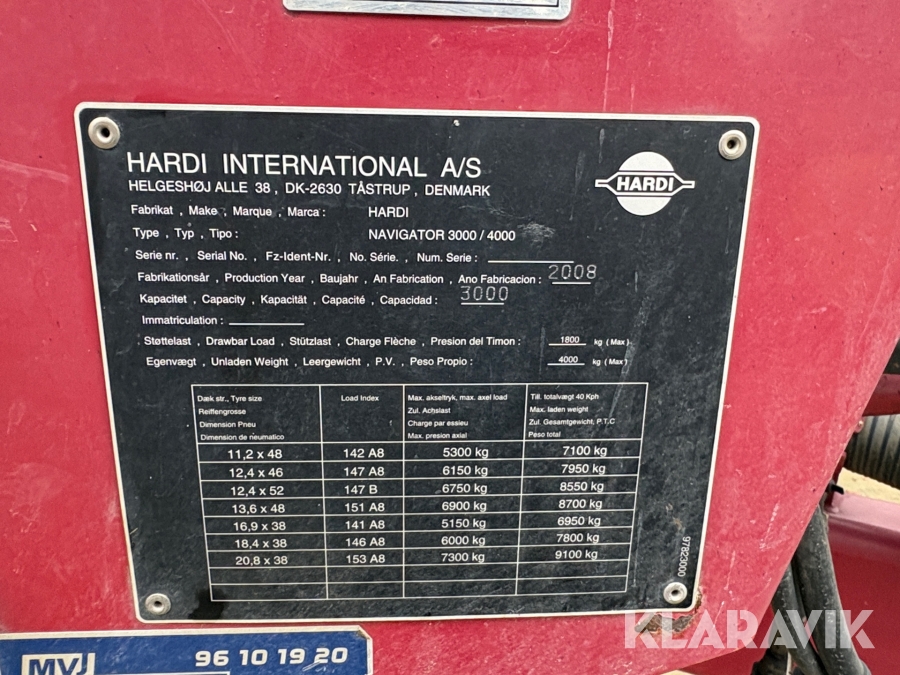 HARDI INTERNATIONAL A/S
HELGESHØJ ALLE 38 , DK-2630 TÅSTRUP , DENMARK
HARDI
Fabrikat , Make , Marque , Marca : HARDI
Type , Typ , Tipo : NAVIGATOR 3000 / 4000
Serie nr. , Serial No. , Fz-Ident-Nr. , No. Série. , Num. Serie :
Fabrikationsår , Production Year , Baujahr , An Fabrication , Ano Fabricacion : 2008
Kapacitet , Capacity , Kapacität , Capacité , Capacidad : 3000
Immatriculation :
Støttelast , Drawbar Load , Stützlast , Charge Flèche , Presion del Timon : 1800 kg ( Max )
Egenvægt , Unladen Weight , Leergewicht , P.V. , Peso Propio : 4000 kg ( Max )
Dæk str., Tyre size Load Index Max. akseltryk, max. axel load Till. totalvægt 40 Kph
Reiffengrosse Zul. Achslast Max. laden weight
Dimension Pneu Charge par essieu Zul. Gesamtgewicht, P.T.C
Dimension de neumatico Max. presion axial Peso total
11,2 x 48 142 A8 5300 kg 7100 kg
12,4 x 46 147 A8 6150 kg 7950 kg
12,4 x 52 147 B 6750 kg 8550 kg
13,6 x 48 151 A8 6900 kg 8700 kg
16,9 x 38 141 A8 5150 kg 6950 kg
18,4 x 38 146 A8 6000 kg 7800 kg
20,8 x 38 153 A8 7300 kg 9100 kg
97823000
KLARAVIK
MVJ 96 10 19 20